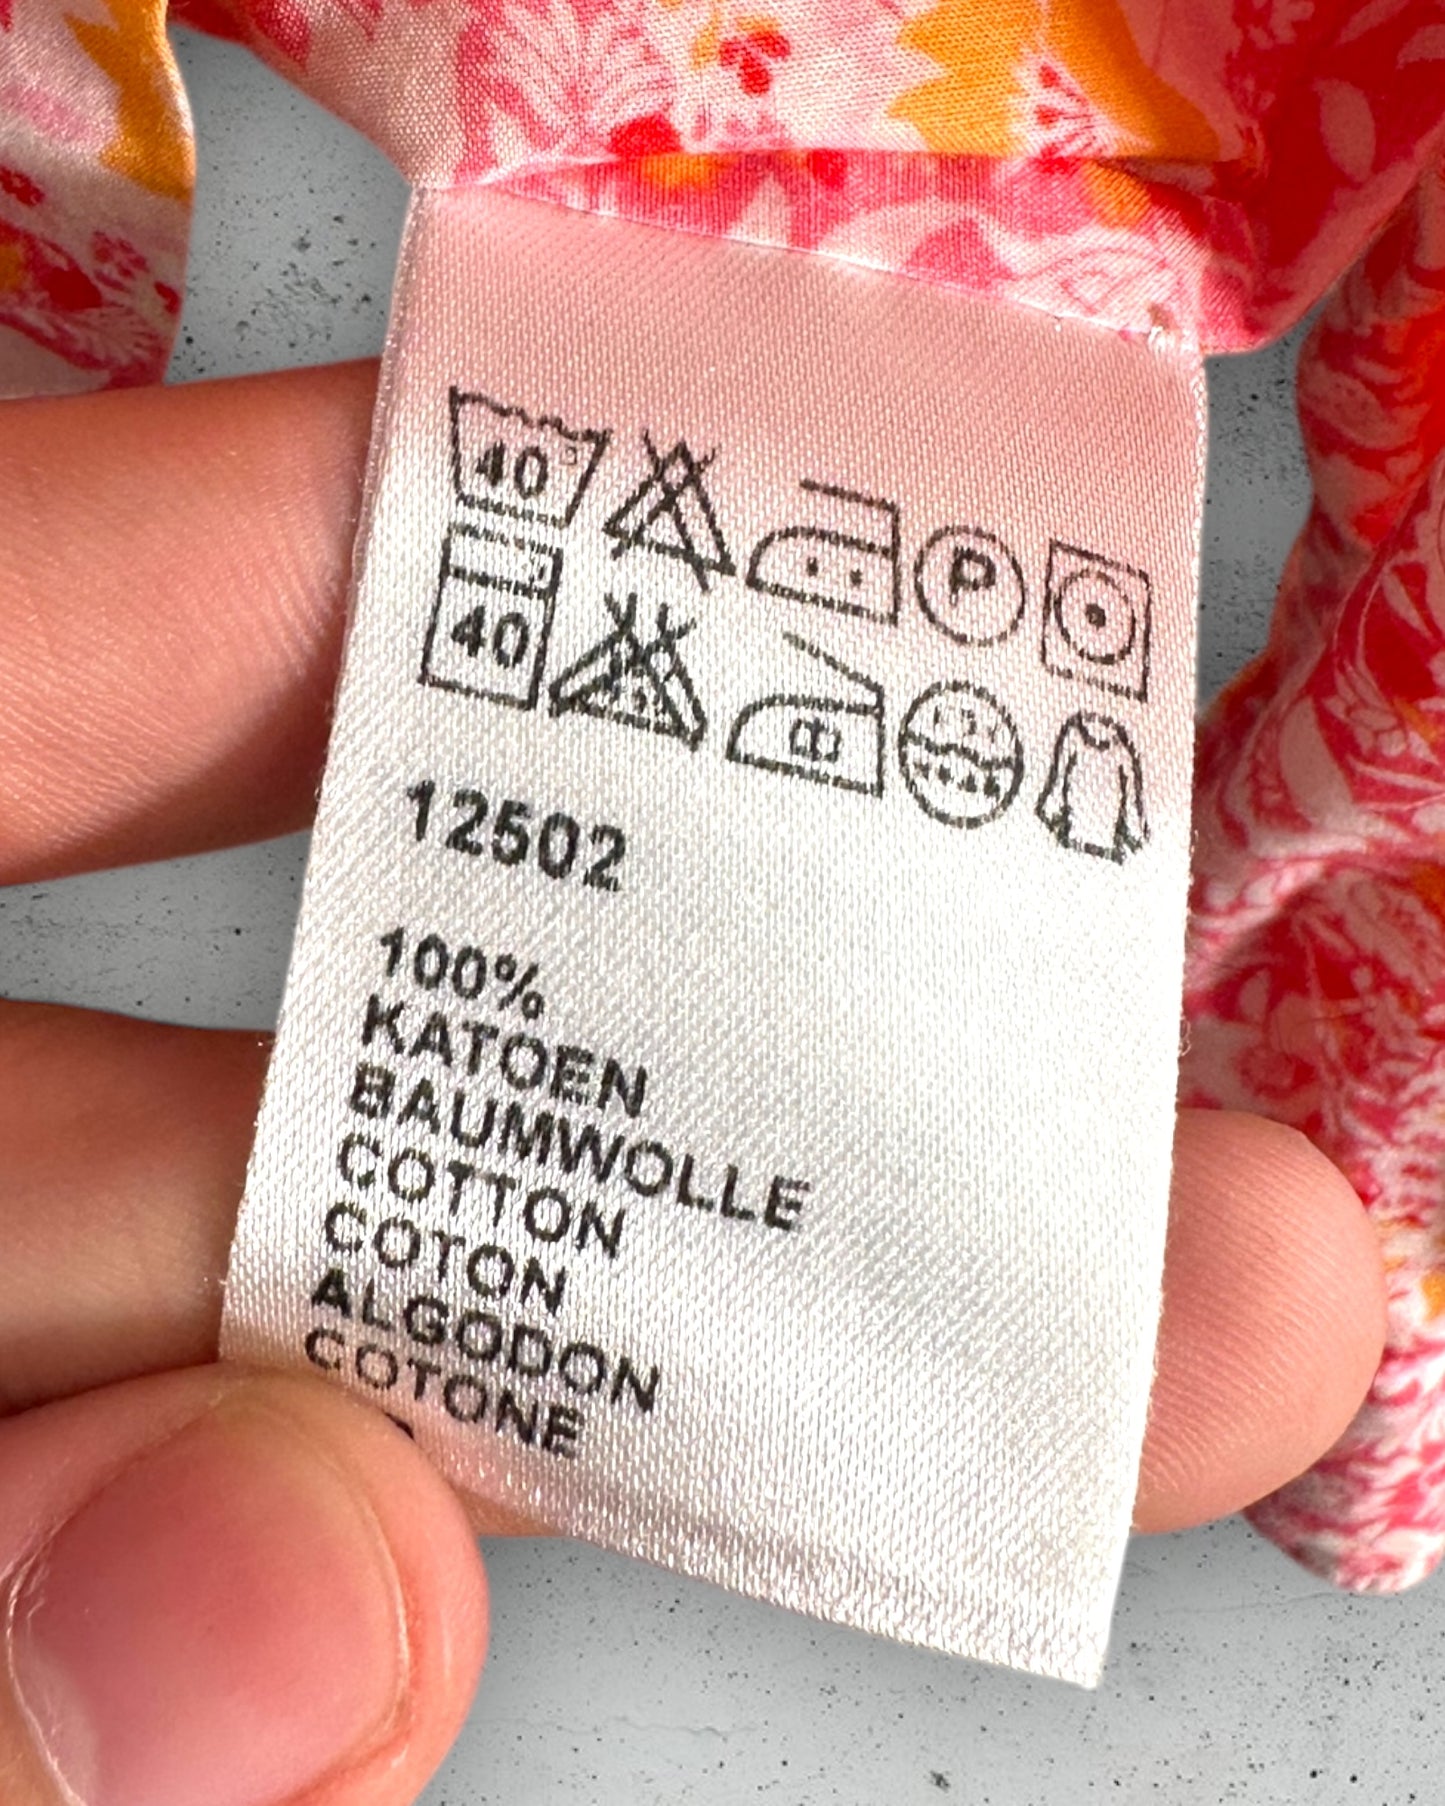 40°
P
40
12502
100%
KATOEN
BAUMWOLLE
COTTON
COTON
ALGODON
COTONE